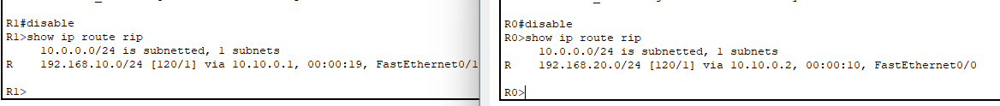 R1#disable
R1>show ip route rip
10.0.0.0/24 is subnetted, 1 subnets
R 192.168.10.0/24 [120/1] via 10.10.0.1, 00:00:19, FastEthernet0/1
R1>
R0#disable
R0>show ip route rip
10.0.0.0/24 is subnetted, 1 subnets
R 192.168.20.0/24 [120/1] via 10.10.0.2, 00:00:10, FastEthernet0/0
R0>